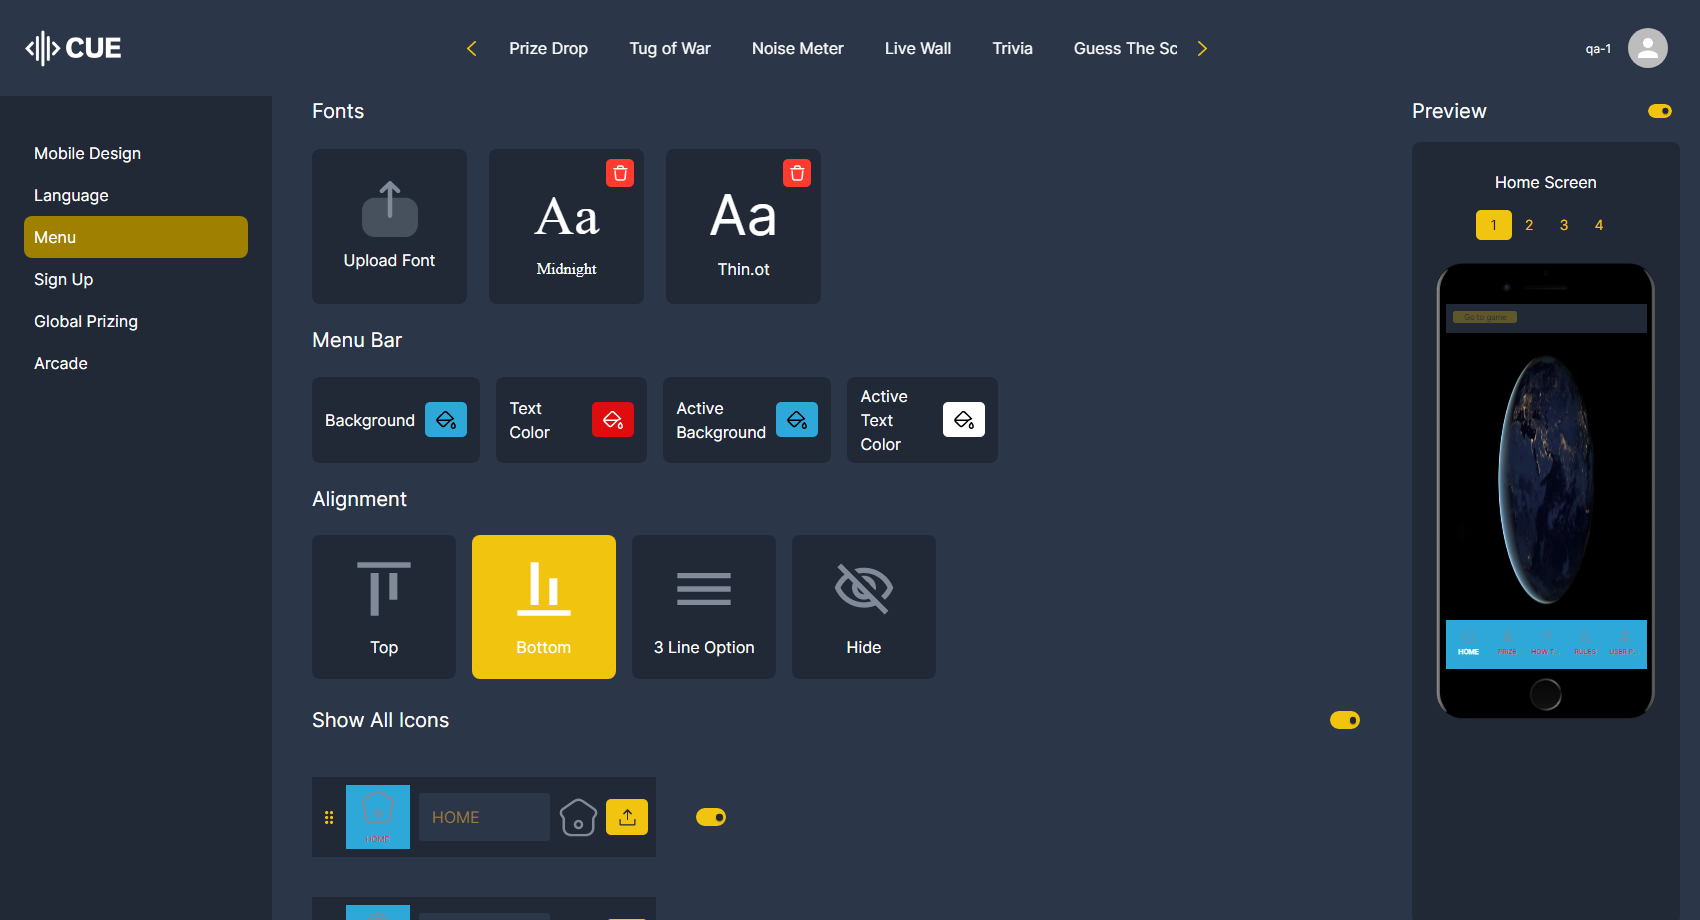 CUE
Prize Drop
Tug of War
Noise Meter
Live Wall
Trivia
Guess The Sc
qa-1
Mobile Design
Language
Menu
Sign Up
Global Prizing
Arcade
Fonts
Upload Font
Aa
Midnight
Aa
Thin.ot
Menu Bar
Background
Text
Color
Active
Background
Active
Text
Color
Alignment
Top
Bottom
3 Line Option
Hide
Show All Icons
HOME
HOME
Preview
Home Screen
1 2 3 4
Go to game
HOME PRIZE HOW T... RULES USER P...